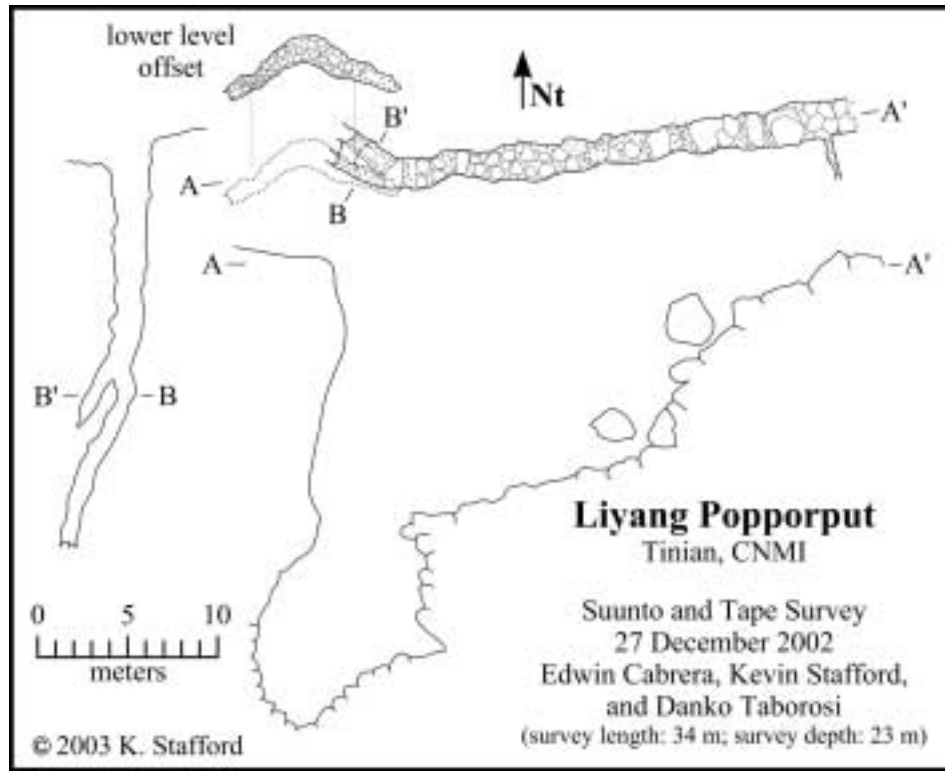 lower level
offset
Nt
B'
A'
A
B
A
A'
B'
B
Liyang Popporput
Tinian, CNMI
Suunto and Tape Survey
27 December 2002
Edwin Cabrera, Kevin Stafford,
and Danko Taborosi
(survey length: 34 m; survey depth: 23 m)
0 5 10
meters
© 2003 K. Stafford